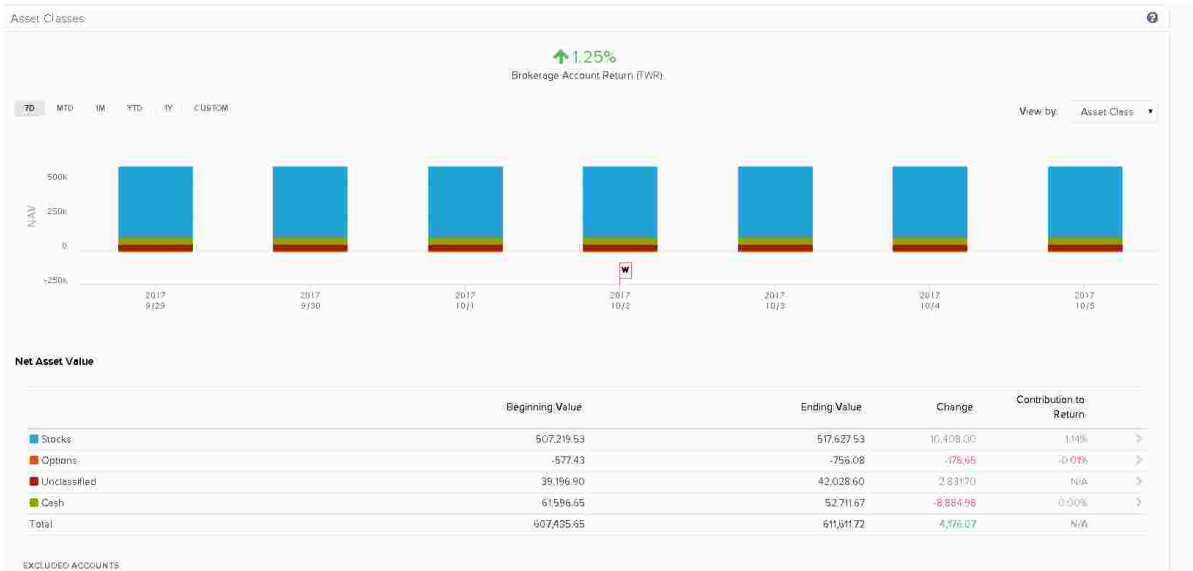 Asset Classes
1.25%
Brokerage Account Return (TWR)
7D MTD 1M YTD 1Y CUSTOM
View by: Asset Class
NAV
500K
250K
0
-250K
W
2017 2017 2017 2017 2017 2017 2017
9/29 9/30 10/1 10/2 10/3 10/4 10/5
Net Asset Value
Beginning Value Ending Value Change Contribution to Return
Stocks 507,219.53 517,627.53 10,408.00 1.14%
Options -577.43 -756.08 -178.65 -0.01%
Unclassified 39,196.90 42,028.60 2,831.70 N/A
Cash 61,596.65 52,711.67 -8,884.98 0.00%
Total 607,435.65 611,611.72 4,176.07 N/A
EXCLUDED ACCOUNTS